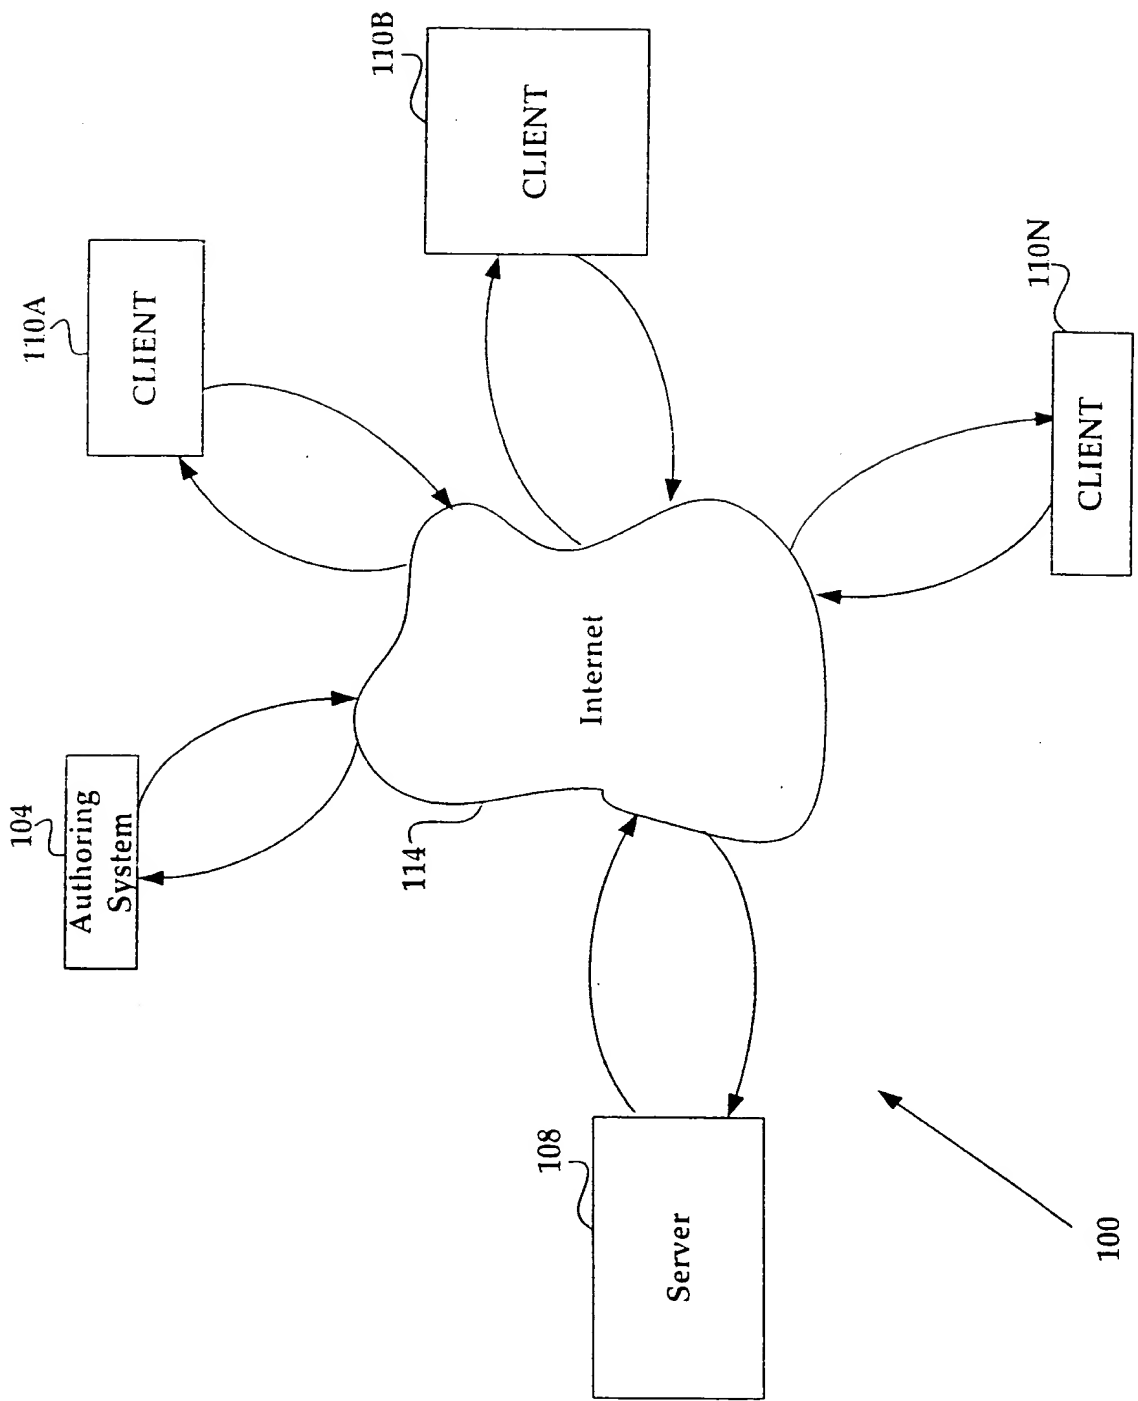 104
Authoring
System
110A
CLIENT
110B
CLIENT
114
Internet
108
Server
110N
CLIENT
100